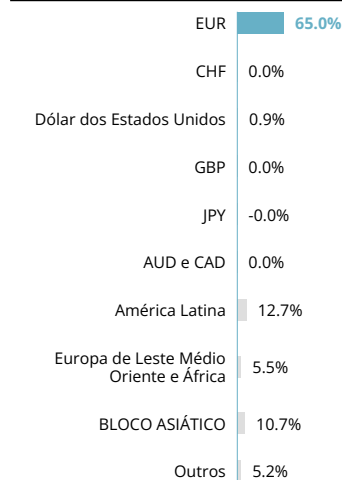 EUR 65.0%
CHF 0.0%
Dólar dos Estados Unidos 0.9%
GBP 0.0%
JPY -0.0%
AUD e CAD 0.0%
América Latina 12.7%
Europa de Leste Médio
Oriente e África 5.5%
BLOCO ASIÁTICO 10.7%
Outros 5.2%